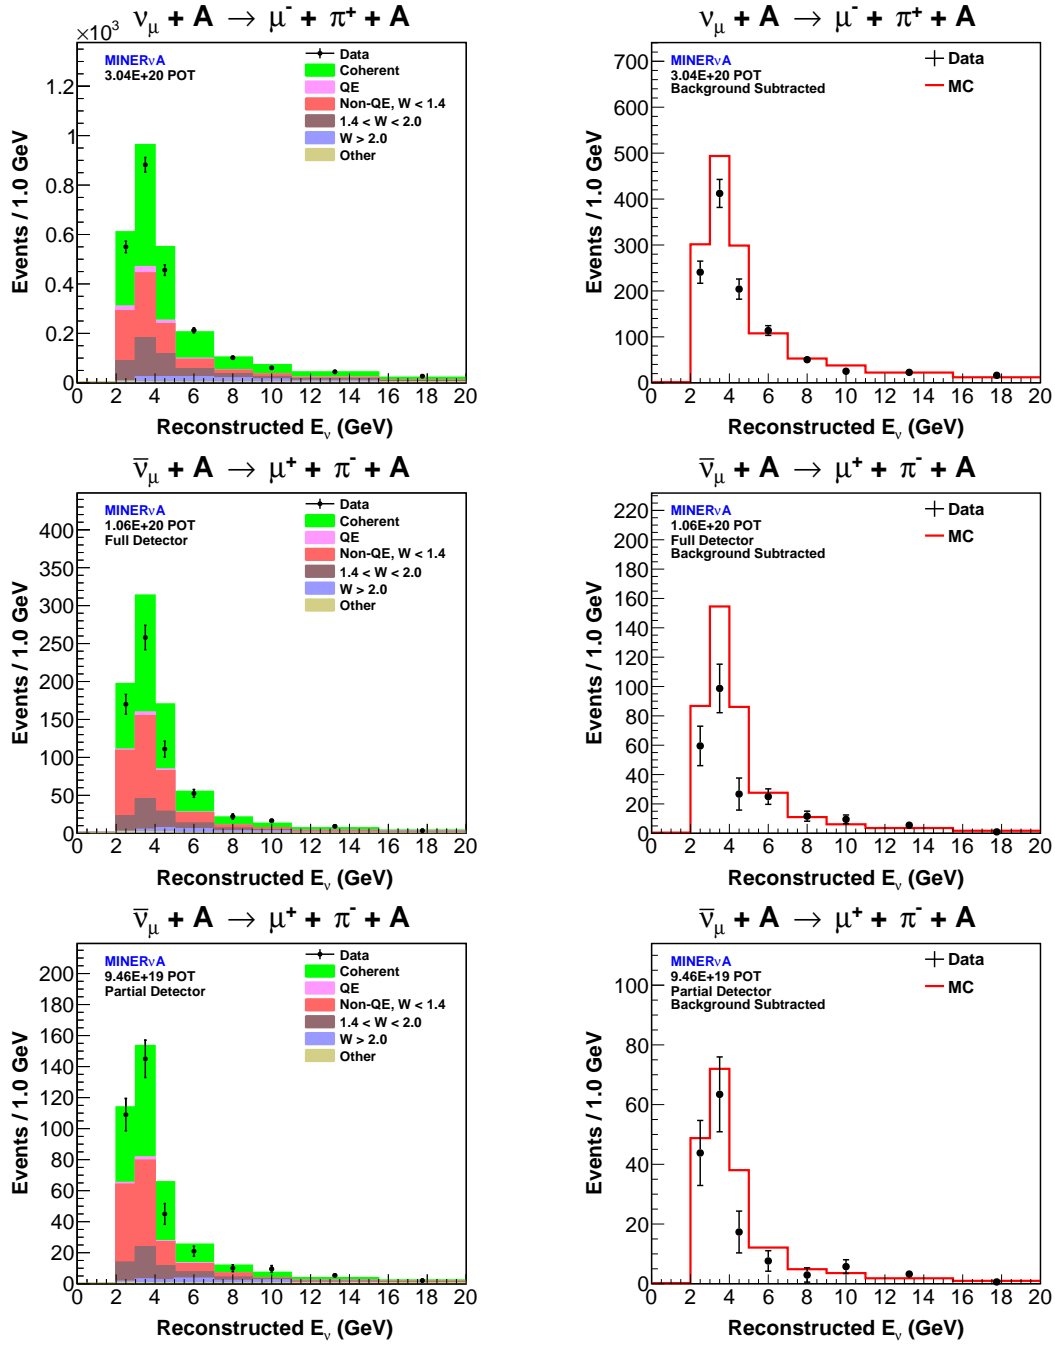 ν_μ + A → μ⁻ + π⁺ + A
×10³
MINERνA
3.04E+20 POT
Data
Coherent
QE
Non-QE, W < 1.4
1.4 < W < 2.0
W > 2.0
Other
Events / 1.0 GeV
1.2
1
0.8
0.6
0.4
0.2
0
0 2 4 6 8 10 12 14 16 18 20
Reconstructed E_ν (GeV)
ν_μ + A → μ⁻ + π⁺ + A
MINERνA
3.04E+20 POT
Background Subtracted
Data
MC
Events / 1.0 GeV
700
600
500
400
300
200
100
0
0 2 4 6 8 10 12 14 16 18 20
Reconstructed E_ν (GeV)
ν̅_μ + A → μ⁺ + π⁻ + A
MINERνA
1.06E+20 POT
Full Detector
Data
Coherent
QE
Non-QE, W < 1.4
1.4 < W < 2.0
W > 2.0
Other
Events / 1.0 GeV
400
350
300
250
200
150
100
50
0
0 2 4 6 8 10 12 14 16 18 20
Reconstructed E_ν (GeV)
ν̅_μ + A → μ⁺ + π⁻ + A
MINERνA
1.06E+20 POT
Full Detector
Background Subtracted
Data
MC
Events / 1.0 GeV
220
200
180
160
140
120
100
80
60
40
20
0
0 2 4 6 8 10 12 14 16 18 20
Reconstructed E_ν (GeV)
ν̅_μ + A → μ⁺ + π⁻ + A
MINERνA
9.46E+19 POT
Partial Detector
Data
Coherent
QE
Non-QE, W < 1.4
1.4 < W < 2.0
W > 2.0
Other
Events / 1.0 GeV
200
180
160
140
120
100
80
60
40
20
0
0 2 4 6 8 10 12 14 16 18 20
Reconstructed E_ν (GeV)
ν̅_μ + A → μ⁺ + π⁻ + A
MINERνA
9.46E+19 POT
Partial Detector
Background Subtracted
Data
MC
Events / 1.0 GeV
100
80
60
40
20
0
0 2 4 6 8 10 12 14 16 18 20
Reconstructed E_ν (GeV)